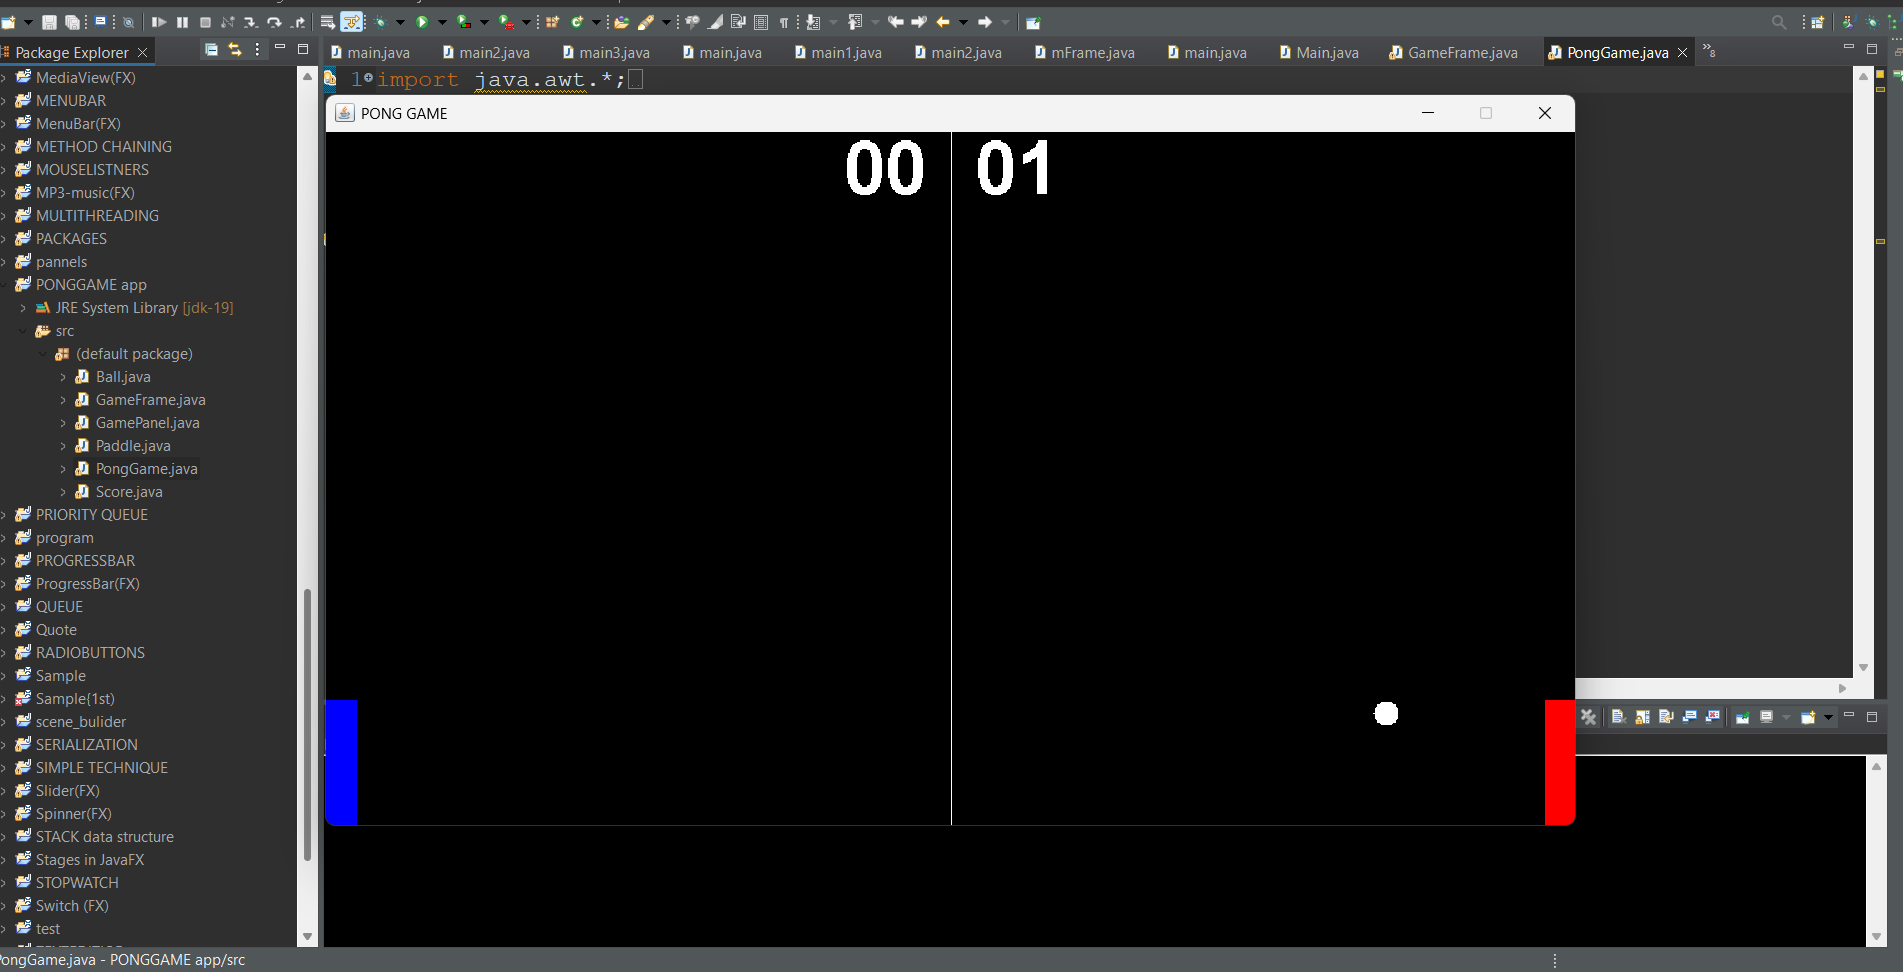 Package Explorer
main.java main2.java main3.java main.java main1.java main2.java mFrame.java main.java Main.java GameFrame.java PongGame.java »8
1 import java.awt.*;
PONG GAME
00 01
MediaView(FX)
MENUBAR
MenuBar(FX)
METHOD CHAINING
MOUSELISTNERS
MP3-music(FX)
MULTITHREADING
PACKAGES
pannels
PONGGAME app
JRE System Library [jdk-19]
src
(default package)
Ball.java
GameFrame.java
GamePanel.java
Paddle.java
PongGame.java
Score.java
PRIORITY QUEUE
program
PROGRESSBAR
ProgressBar(FX)
QUEUE
Quote
RADIOBUTTONS
Sample
Sample{1st)
scene_bulider
SERIALIZATION
SIMPLE TECHNIQUE
Slider(FX)
Spinner(FX)
STACK data structure
Stages in JavaFX
STOPWATCH
Switch (FX)
test
PongGame.java - PONGGAME app/src